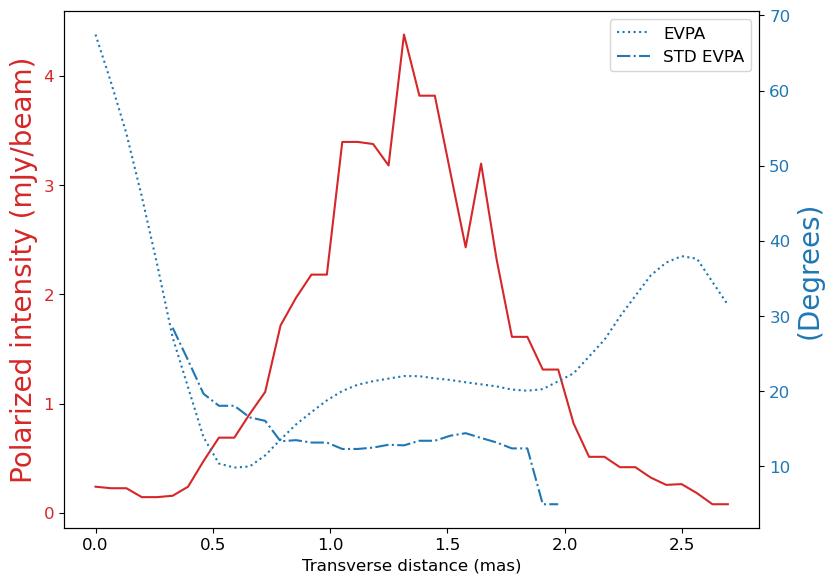 EVPA
STD EVPA
Polarized intensity (mJy/beam)
4
3
2
1
0
70
60
50
40
30
20
10
(Degrees)
0.0 0.5 1.0 1.5 2.0 2.5
Transverse distance (mas)